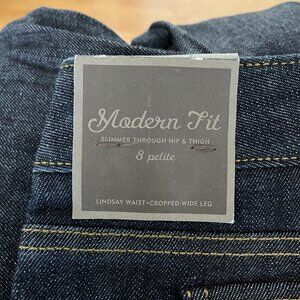 Modern Fit
SLIMMER THROUGH HIP & THIGH
8 petite
LINDSAY WAIST • CROPPED WIDE LEG